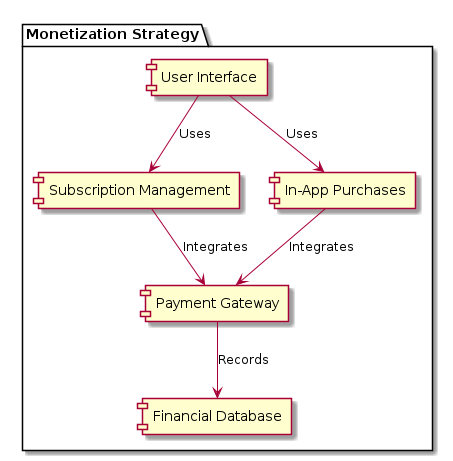 Monetization Strategy
User Interface
Uses
Uses
Subscription Management
In-App Purchases
Integrates
Integrates
Payment Gateway
Records
Financial Database